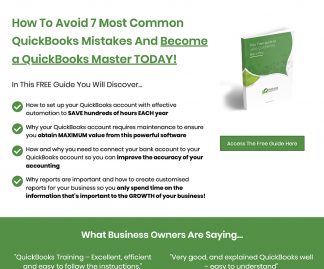 How To Avoid 7 Most Common
QuickBooks Mistakes And Become
a QuickBooks Master TODAY!
In This FREE Guide You Will Discover...
How to set up your QuickBooks account with effective
automation to SAVE hundreds of hours EACH year
Why your QuickBooks account requires maintenance to ensure
you obtain MAXIMUM value from this powerful software
How and why you need to connect your bank account to your
QuickBooks account so you can improve the accuracy of your
accounting
Why reports are important and how to create customised
reports for your business so you only spend time on the
information that's important to the GROWTH of your business!
Access The Free Guide Here
What Business Owners Are Saying...
"QuickBooks Training – Excellent, efficient
and easy to follow the instructions."
"Very good, and explained QuickBooks well
– easy to understand"